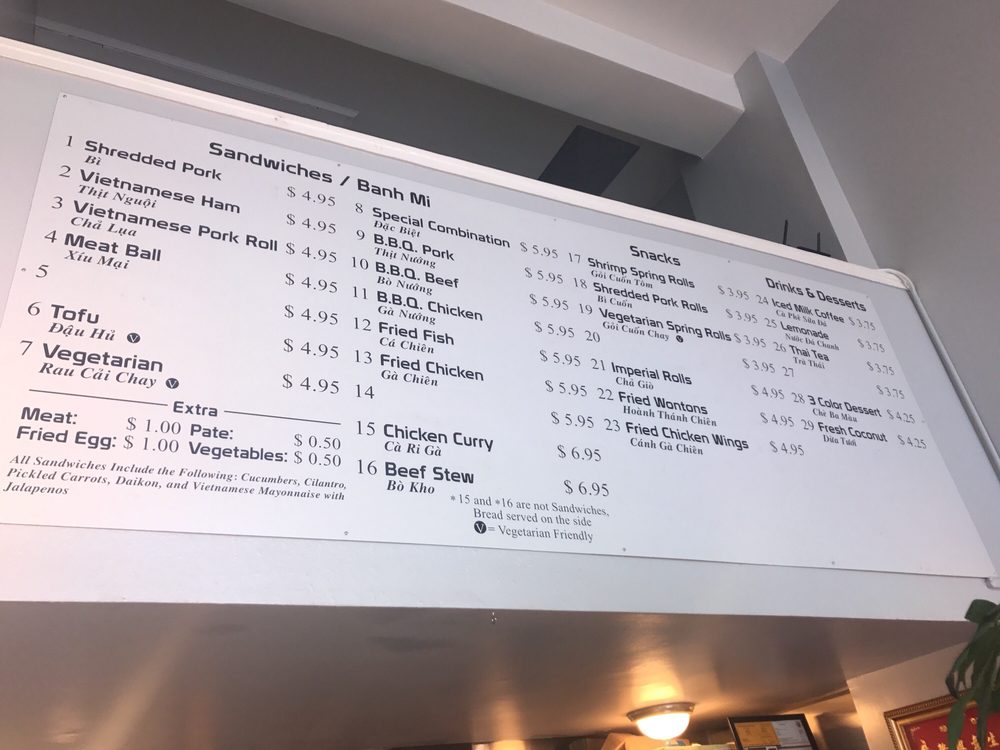 Sandwiches / Banh Mi
1 Shredded Pork $ 4.95
Bì
2 Vietnamese Ham $ 4.95
Thịt Nguội
3 Vietnamese Pork Roll $ 4.95
Chả Lụa
4 Meat Ball $ 4.95
Xíu Mại
5 $ 4.95
6 Tofu $ 4.95
Đậu Hủ V
7 Vegetarian $ 4.95
Rau Cải Chay V
Extra
Meat: $ 1.00 Pate: $ 0.50
Fried Egg: $ 1.00 Vegetables: $ 0.50
All Sandwiches Include the Following: Cucumbers, Cilantro,
Pickled Carrots, Daikon, and Vietnamese Mayonnaise with
Jalapenos
8 Special Combination $ 5.95
Đặc Biệt
9 B.B.Q. Pork $ 5.95
Thịt Nướng
10 B.B.Q. Beef $ 5.95
Bò Nướng
11 B.B.Q. Chicken $ 5.95
Gà Nướng
12 Fried Fish $ 5.95
Cá Chiên
13 Fried Chicken $ 5.95
Gà Chiên
14 $ 5.95
15 Chicken Curry $ 6.95
Cà Ri Gà
16 Beef Stew $ 6.95
Bò Kho
*15 and *16 are not Sandwiches,
Bread served on the side
V = Vegetarian Friendly
Snacks
17 Shrimp Spring Rolls $ 3.95
Gỏi Cuốn Tôm
18 Shredded Pork Rolls $ 3.95
Bì Cuốn
19 Vegetarian Spring Rolls $ 3.95
Gỏi Cuốn Chay V
20 $ 3.95
21 Imperial Rolls $ 4.95
Chả Giò
22 Fried Wontons $ 4.95
Hoành Thánh Chiên
23 Fried Chicken Wings $ 4.95
Cánh Gà Chiên
Drinks & Desserts
24 Iced Milk Coffee $ 3.75
Cà Phê Sữa Đá
25 Lemonade $ 3.75
Nước Đá Chanh
26 Thai Tea $ 3.75
Trà Thái
27 $ 3.75
28 3 Color Dessert $ 4.25
Chè Ba Màu
29 Fresh Coconut $ 4.25
Dừa Tươi